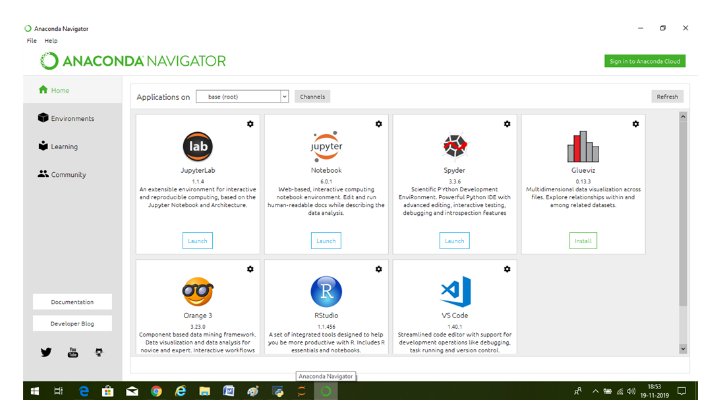 Anaconda Navigator
File Help
ANACONDA NAVIGATOR
Sign in to Anaconda Cloud
Home
Environments
Learning
Community
Documentation
Developer Blog
You
Tube
Applications on base (root) Channels Refresh
lab
JupyterLab
1.1.4
An extensible environment for interactive
and reproducible computing, based on the
Jupyter Notebook and Architecture.
Launch
jupyter
Notebook
6.0.1
Web-based, interactive computing
notebook environment. Edit and run
human-readable docs while describing the
data analysis.
Launch
Spyder
3.3.6
Scientific PYthon Development
EnviRonment. Powerful Python IDE with
advanced editing, interactive testing,
debugging and introspection features
Launch
Glueviz
0.13.3
Multidimensional data visualization across
files. Explore relationships within and
among related datasets.
Install
Orange 3
3.23.0
Component based data mining framework.
Data visualization and data analysis for
novice and expert. Interactive workflows
R
RStudio
1.1.456
A set of integrated tools designed to help
you be more productive with R. Includes R
essentials and notebooks.
VS Code
1.40.1
Streamlined code editor with support for
development operations like debugging,
task running and version control.
Anaconda Navigator
18:53
19-11-2019